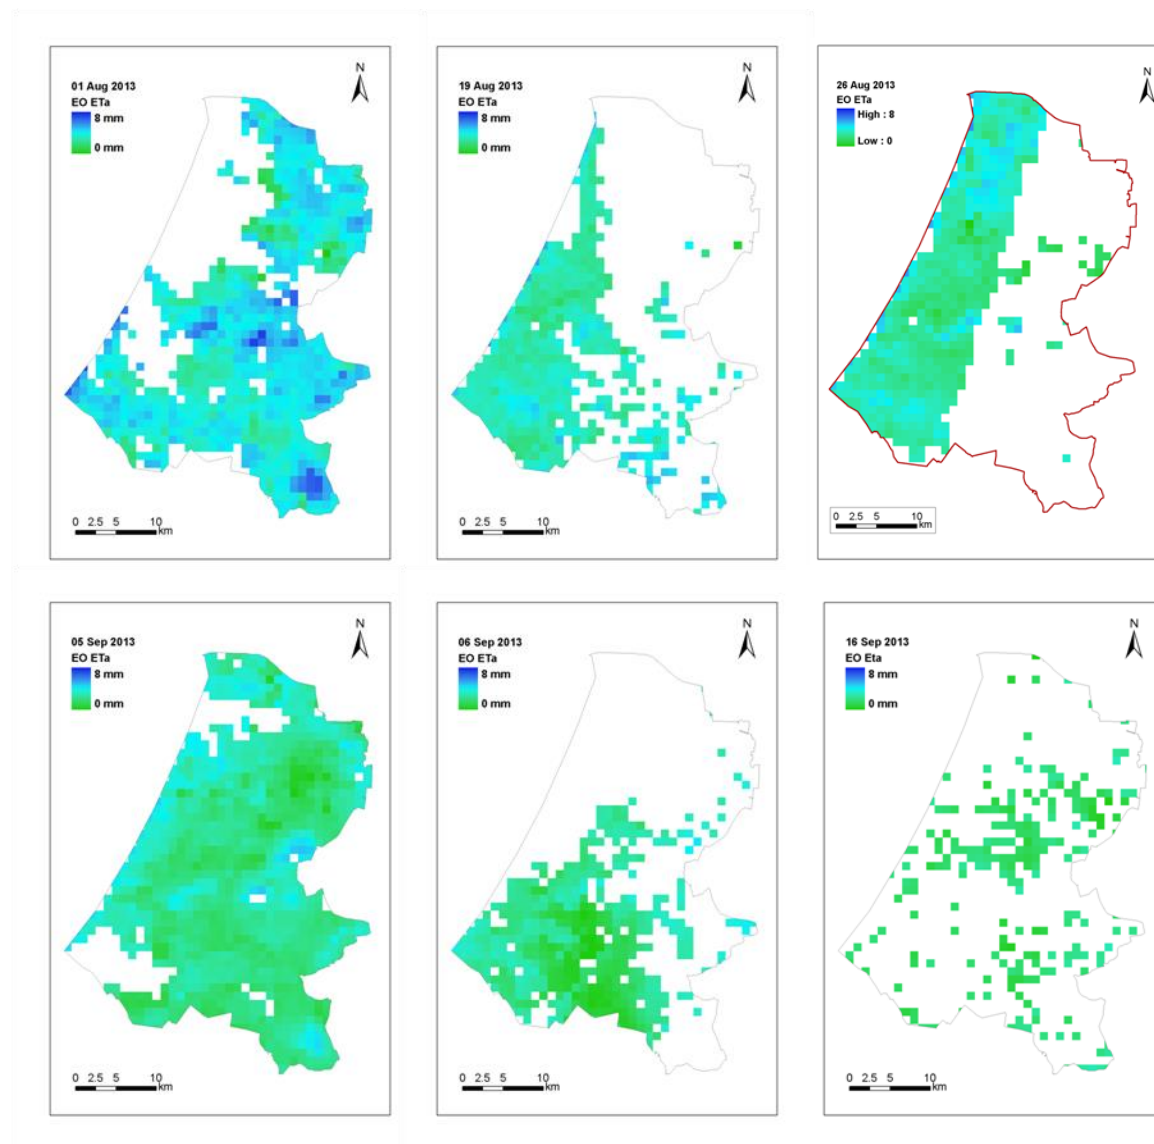 N
01 Aug 2013
EO ETa
8 mm
0 mm
0 2.5 5 10
km
N
19 Aug 2013
EO ETa
8 mm
0 mm
0 2.5 5 10
km
N
26 Aug 2013
EO ETa
High : 8
Low : 0
0 2.5 5 10
km
N
05 Sep 2013
EO ETa
8 mm
0 mm
0 2.5 5 10
km
N
06 Sep 2013
EO ETa
8 mm
0 mm
0 2.5 5 10
km
N
16 Sep 2013
EO Eta
8 mm
0 mm
0 2.5 5 10
km